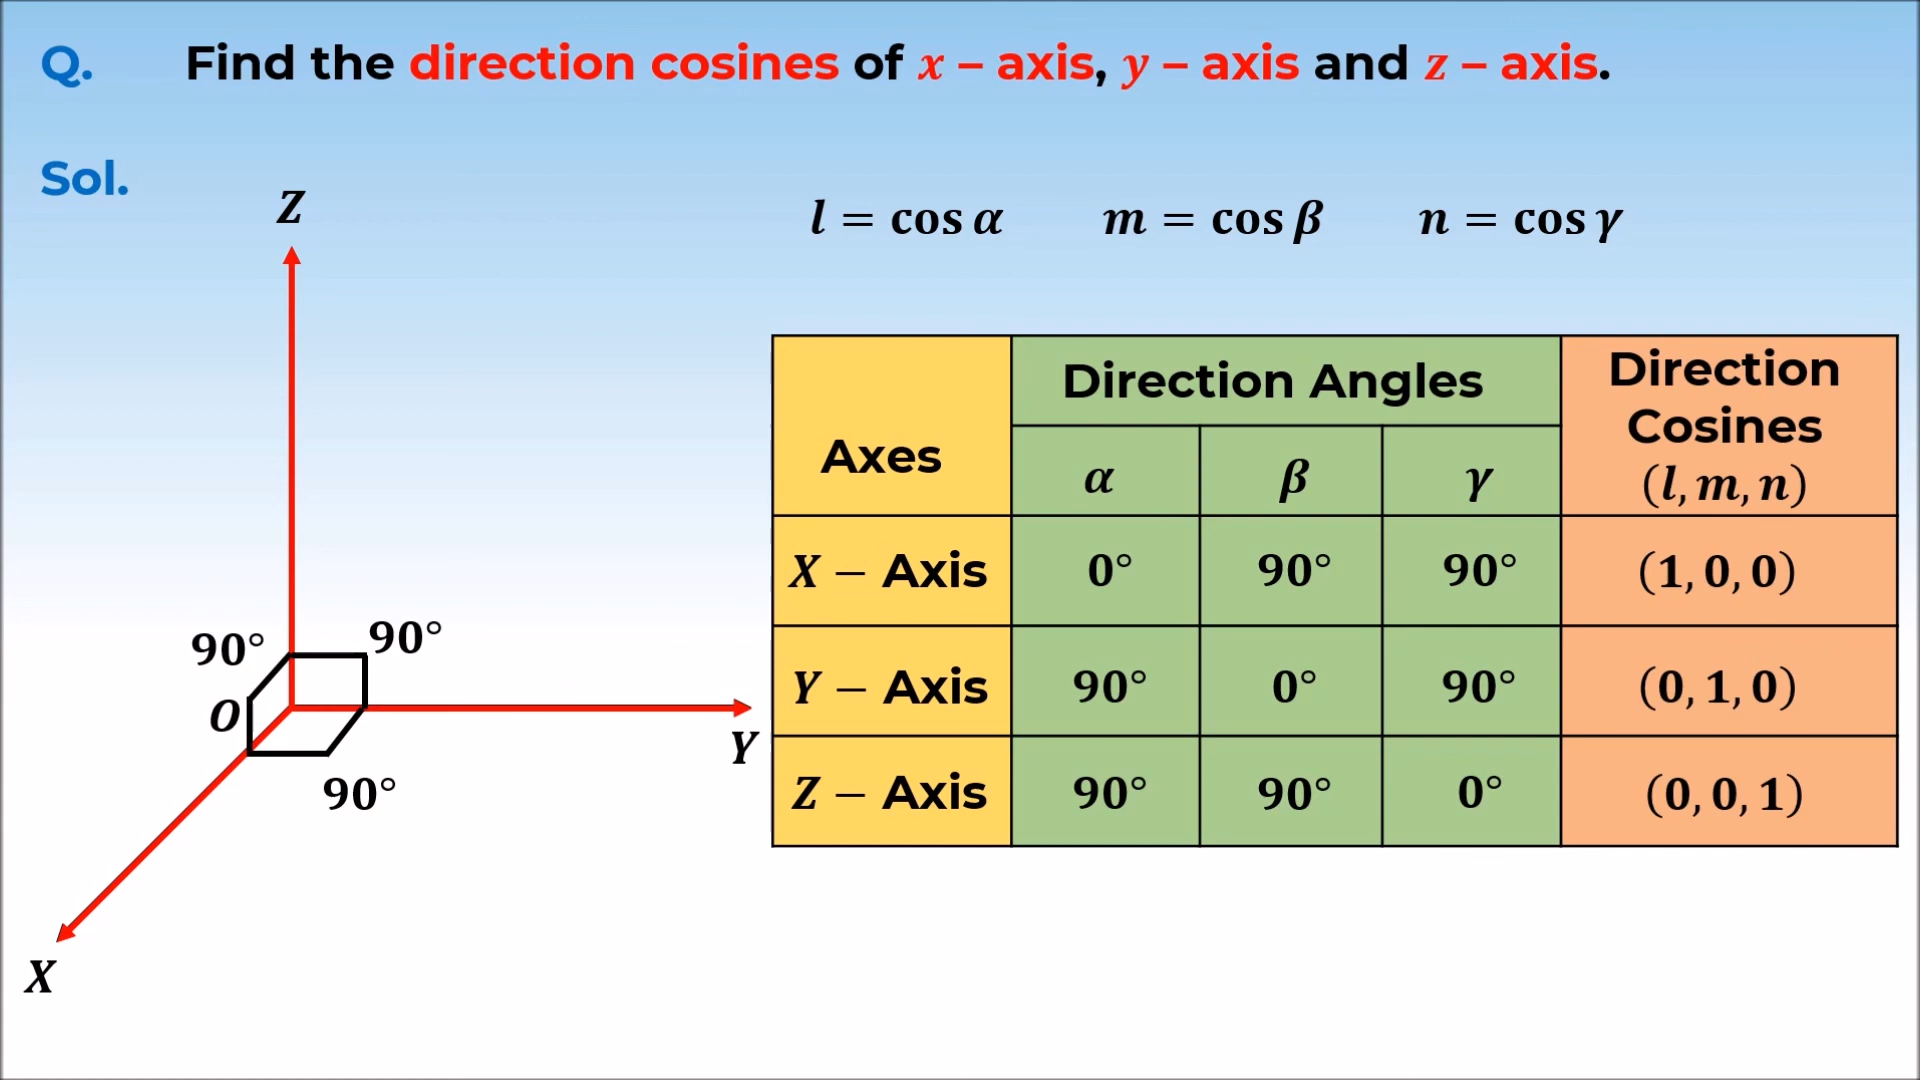 Q. Find the direction cosines of x – axis, y – axis and z – axis.
Sol.
l = cos α m = cos β n = cos γ
Z
90°
90°
O
Y
90°
X
Axes Direction Angles Direction Cosines (l, m, n)
α β γ
X – Axis 0° 90° 90° (1, 0, 0)
Y – Axis 90° 0° 90° (0, 1, 0)
Z – Axis 90° 90° 0° (0, 0, 1)